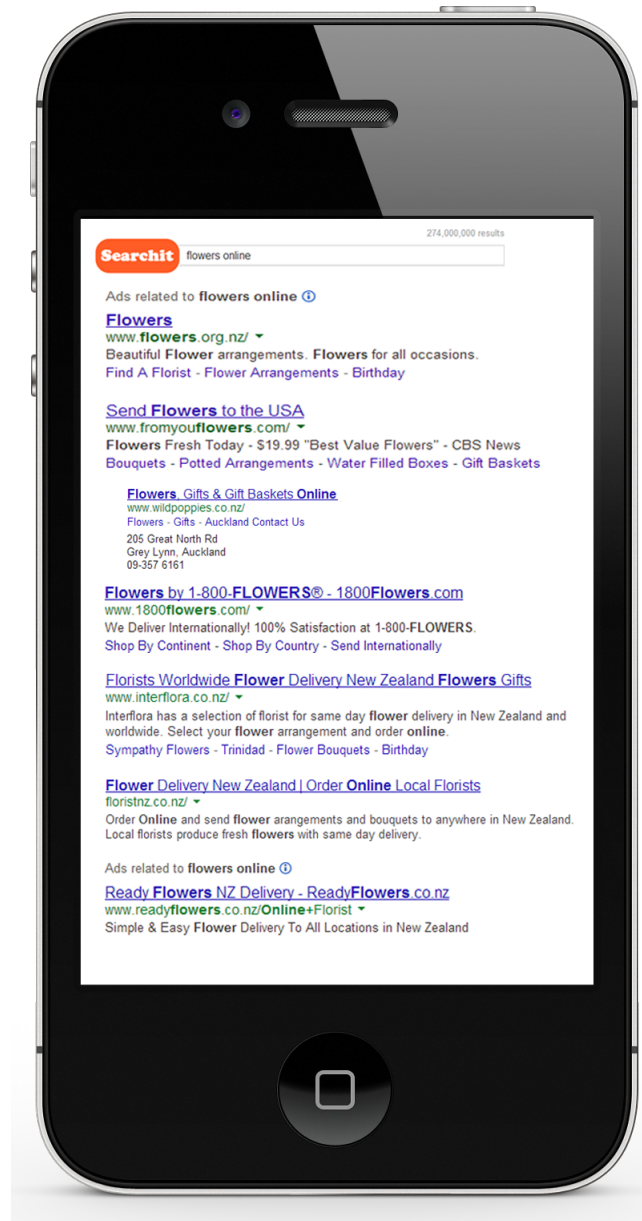 274,000,000 results
Searchit
flowers online
Ads related to flowers online
Flowers
www.flowers.org.nz/
Beautiful Flower arrangements. Flowers for all occasions.
Find A Florist - Flower Arrangements - Birthday
Send Flowers to the USA
www.fromyouflowers.com/
Flowers Fresh Today - $19.99 "Best Value Flowers" - CBS News
Bouquets - Potted Arrangements - Water Filled Boxes - Gift Baskets
Flowers, Gifts & Gift Baskets Online
www.wildpoppies.co.nz/
Flowers - Gifts - Auckland Contact Us
205 Great North Rd
Grey Lynn, Auckland
09-357 6161
Flowers by 1-800-FLOWERS® - 1800Flowers.com
www.1800flowers.com/
We Deliver Internationally! 100% Satisfaction at 1-800-FLOWERS.
Shop By Continent - Shop By Country - Send Internationally
Florists Worldwide Flower Delivery New Zealand Flowers Gifts
www.interflora.co.nz/
Interflora has a selection of florist for same day flower delivery in New Zealand and
worldwide. Select your flower arrangement and order online.
Sympathy Flowers - Trinidad - Flower Bouquets - Birthday
Flower Delivery New Zealand | Order Online Local Florists
floristnz.co.nz/
Order Online and send flower arangements and bouquets to anywhere in New Zealand.
Local florists produce fresh flowers with same day delivery.
Ads related to flowers online
Ready Flowers NZ Delivery - ReadyFlowers.co.nz
www.readyflowers.co.nz/Online+Florist
Simple & Easy Flower Delivery To All Locations in New Zealand